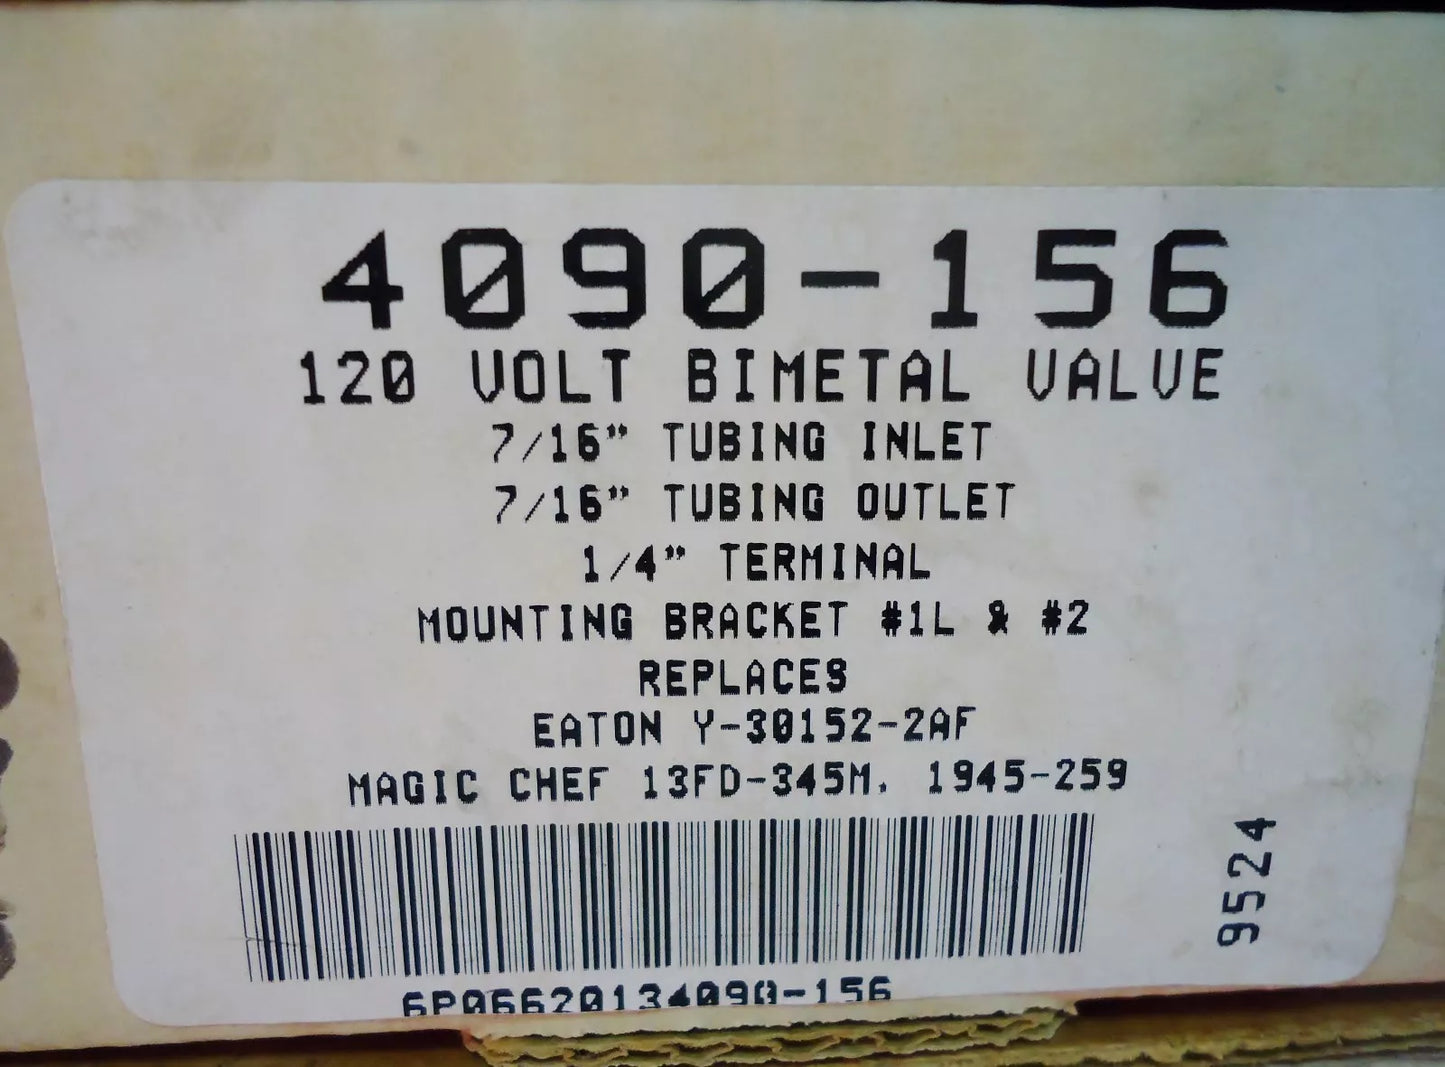 4090-156
120 VOLT BIMETAL VALVE
7/16" TUBING INLET
7/16" TUBING OUTLET
1/4" TERMINAL
MOUNTING BRACKET #1L & #2
REPLACES
EATON Y-30152-2AF
MAGIC CHEF 13FD-345M, 1945-259
9524
6P06620134090-156